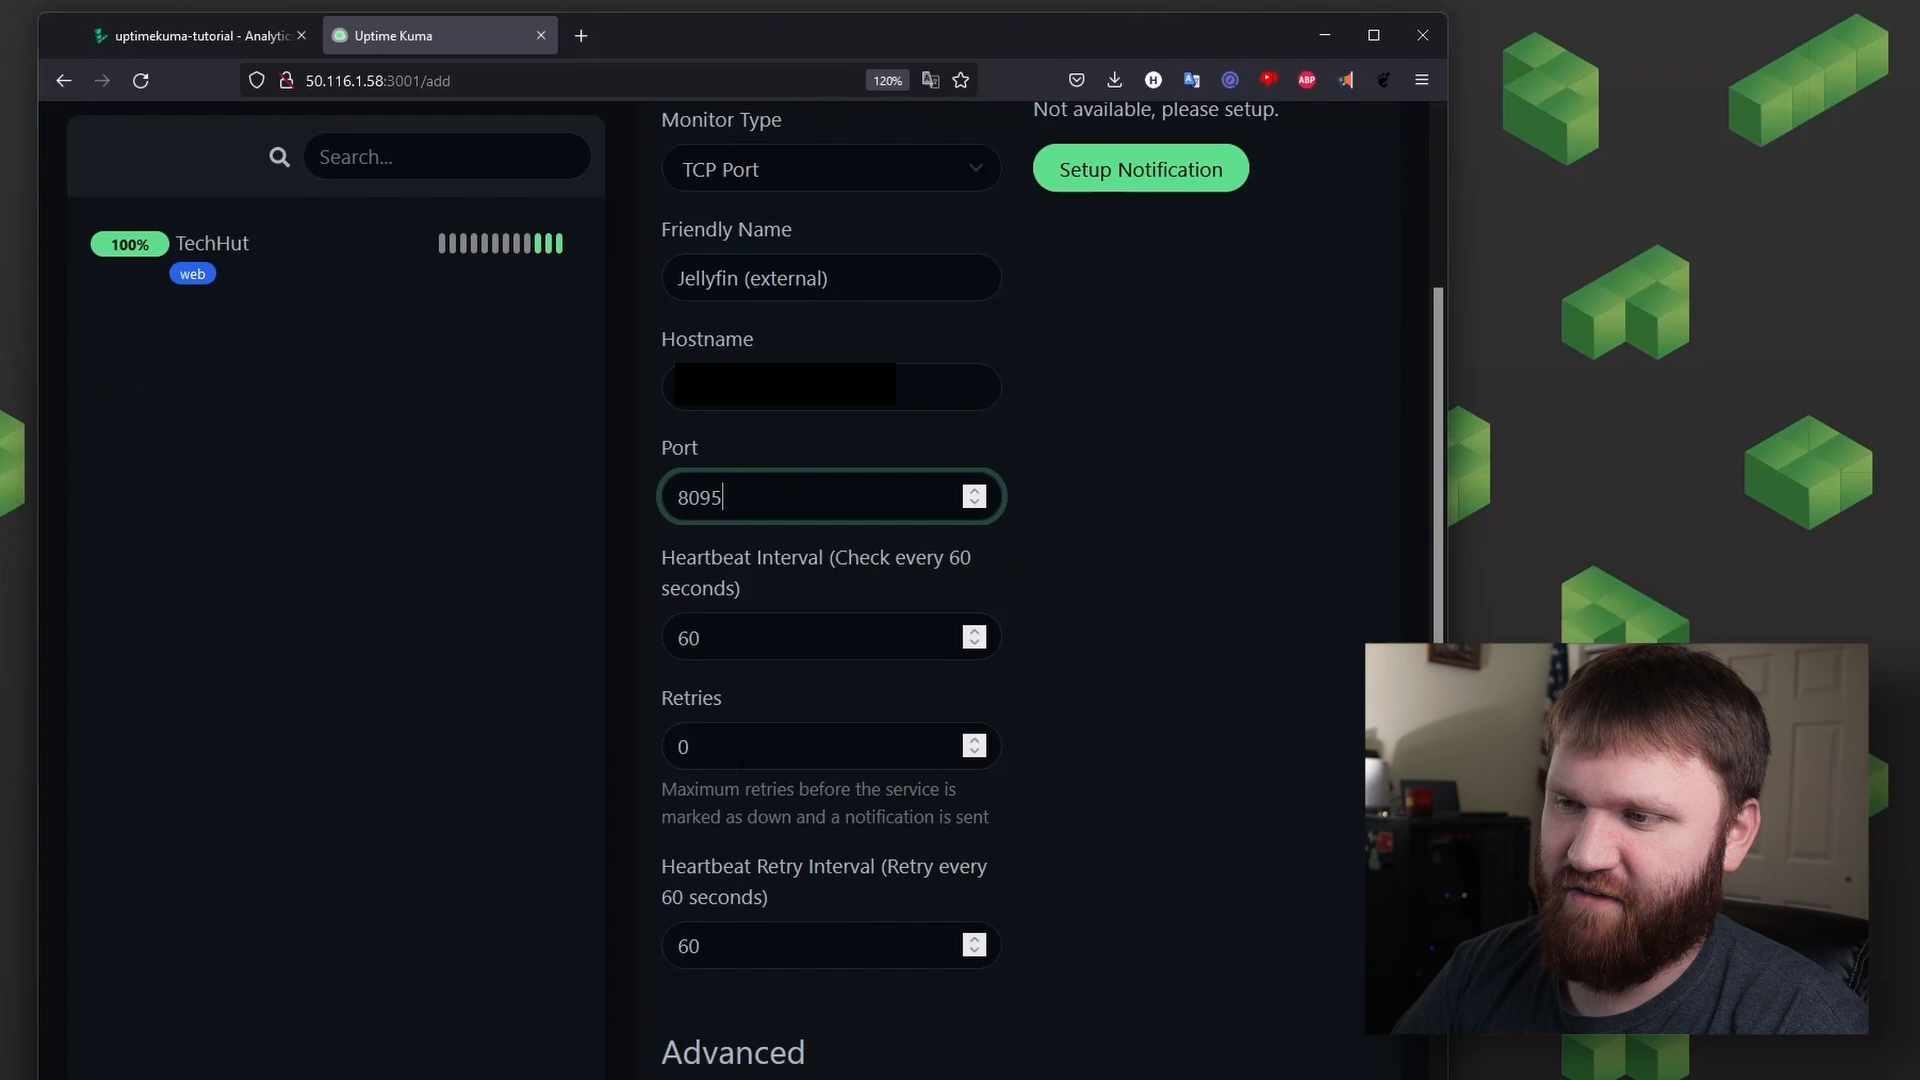 uptimekuma-tutorial - Analytic
Uptime Kuma
50.116.1.58:3001/add
120%
H
ABP
Search...
100%
TechHut
web
Monitor Type
TCP Port
Friendly Name
Jellyfin (external)
Hostname
Port
8095
Heartbeat Interval (Check every 60
seconds)
60
Retries
0
Maximum retries before the service is
marked as down and a notification is sent
Heartbeat Retry Interval (Retry every
60 seconds)
60
Advanced
Not available, please setup.
Setup Notification